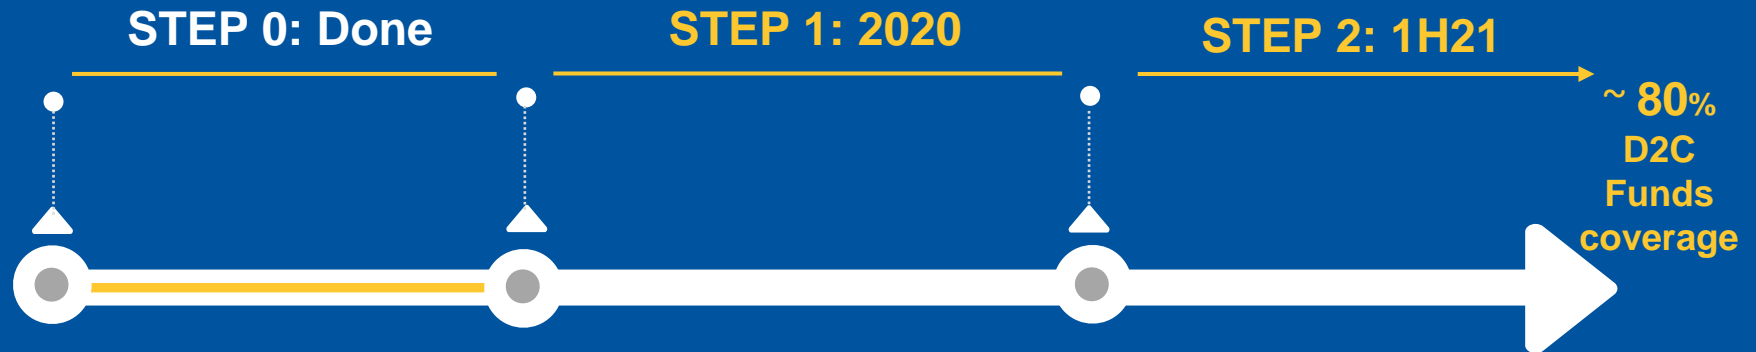 STEP 0: Done
STEP 1: 2020
STEP 2: 1H21
~ 80%
D2C
Funds
coverage